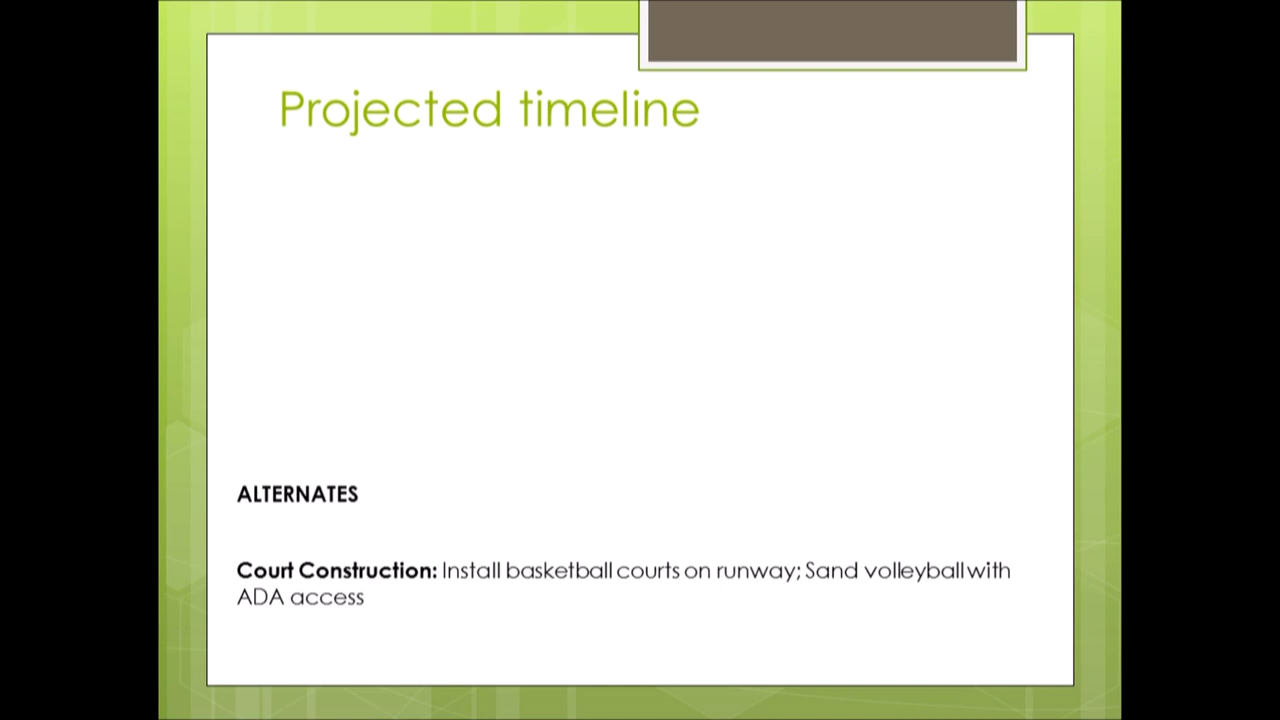 Projected timeline
ALTERNATES
Court Construction: Install basketball courts on runway; Sand volleyball with
ADA access